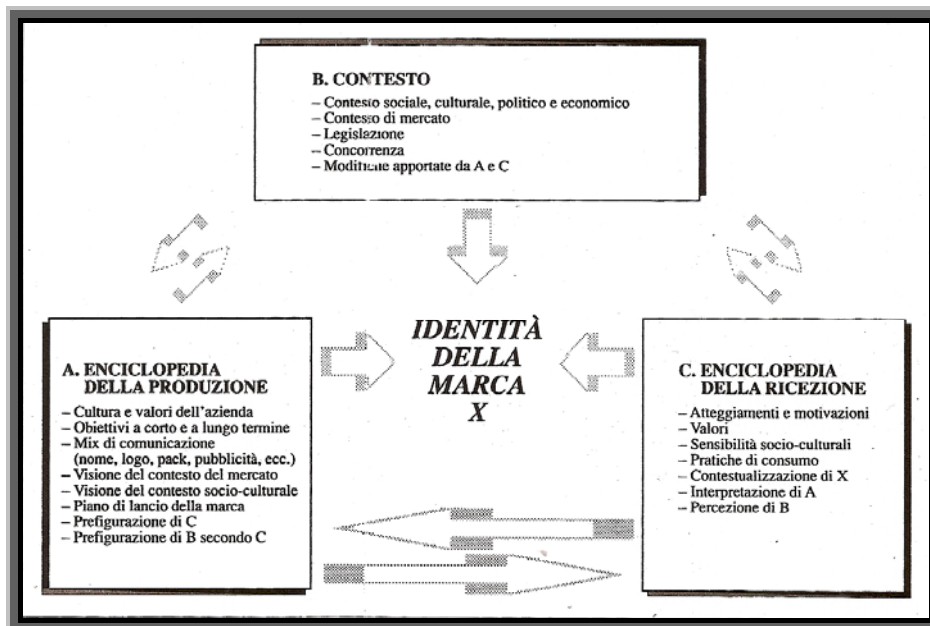 B. CONTESTO
– Contesto sociale, culturale, politico e economico
– Contesto di mercato
– Legislazione
– Concorrenza
– Modifiche apportate da A e C
IDENTITÀ
DELLA
MARCA
X
A. ENCICLOPEDIA
DELLA PRODUZIONE
– Cultura e valori dell'azienda
– Obiettivi a corto e a lungo termine
– Mix di comunicazione
(nome, logo, pack, pubblicità, ecc.)
– Visione del contesto del mercato
– Visione del contesto socio-culturale
– Piano di lancio della marca
– Prefigurazione di C
– Prefigurazione di B secondo C
C. ENCICLOPEDIA
DELLA RICEZIONE
– Atteggiamenti e motivazioni
– Valori
– Sensibilità socio-culturali
– Pratiche di consumo
– Contestualizzazione di X
– Interpretazione di A
– Percezione di B